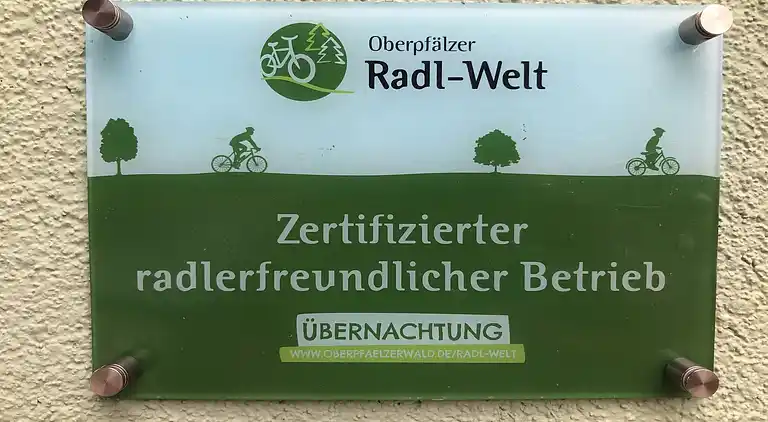 Oberpfälzer
Radl-Welt
Zertifizierter
radlerfreundlicher Betrieb
ÜBERNACHTUNG
WWW.OBERPFAELZERWALD.DE/RADL-WELT